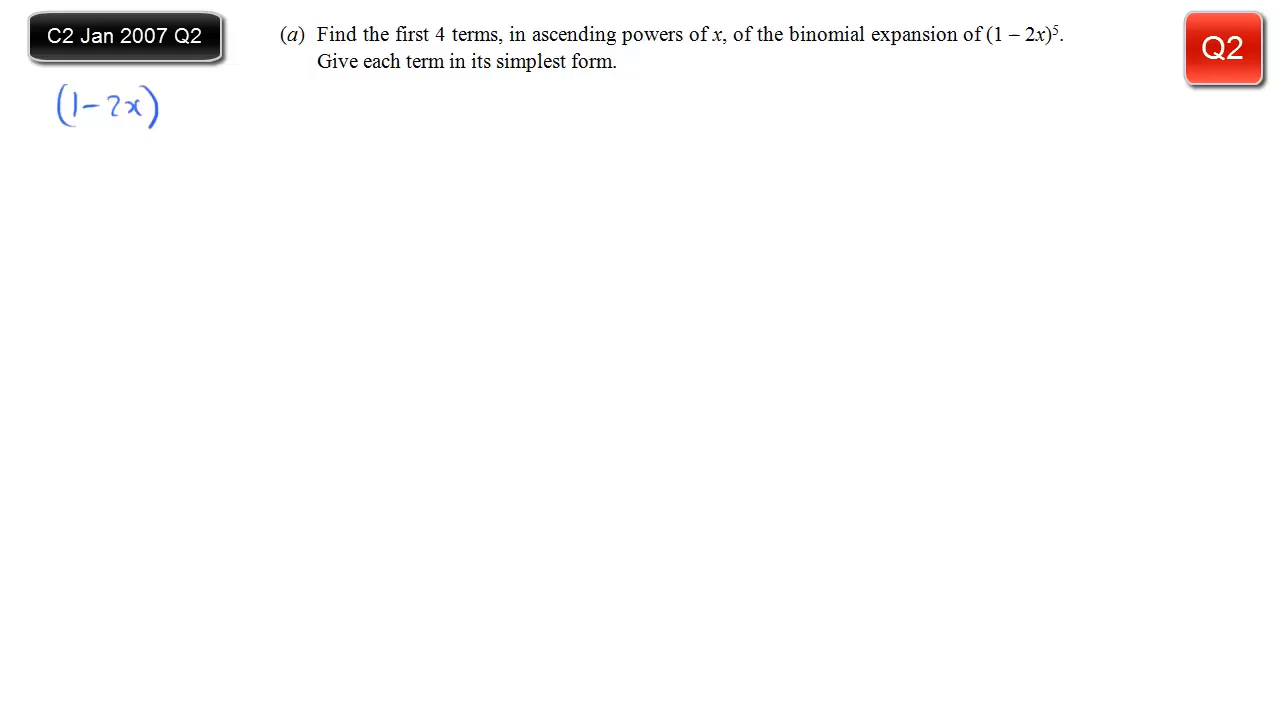 C2 Jan 2007 Q2
(a) Find the first 4 terms, in ascending powers of x, of the binomial expansion of (1 – 2x)⁵.
Give each term in its simplest form.
Q2
(1 – 2x)